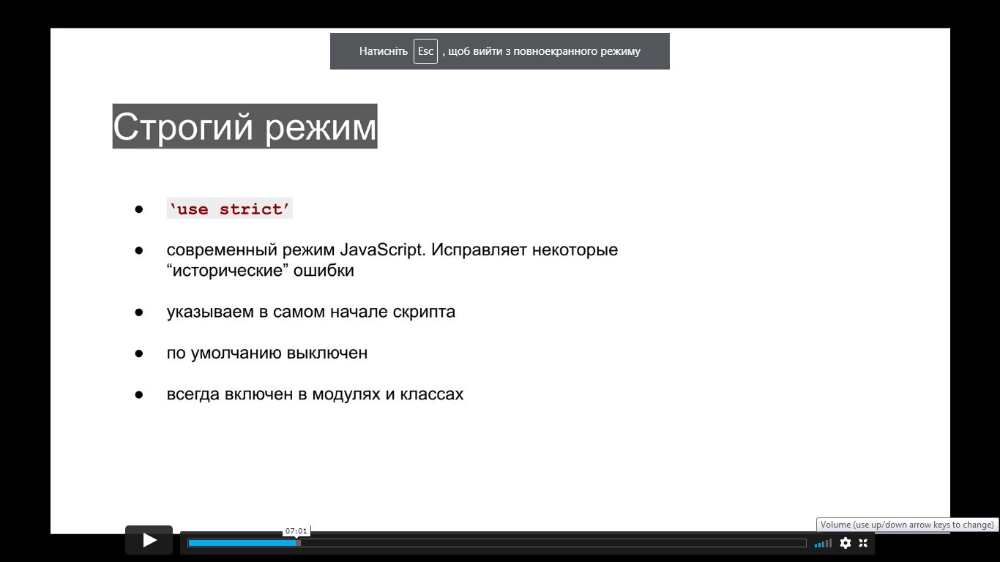 Натисніть Esc , щоб вийти з повноекранного режиму
Строгий режим
● ‘use strict’
● современный режим JavaScript. Исправляет некоторые
“исторические” ошибки
● указываем в самом начале скрипта
● по умолчанию выключен
● всегда включен в модулях и классах
Volume (use up/down arrow keys to change)
07:01